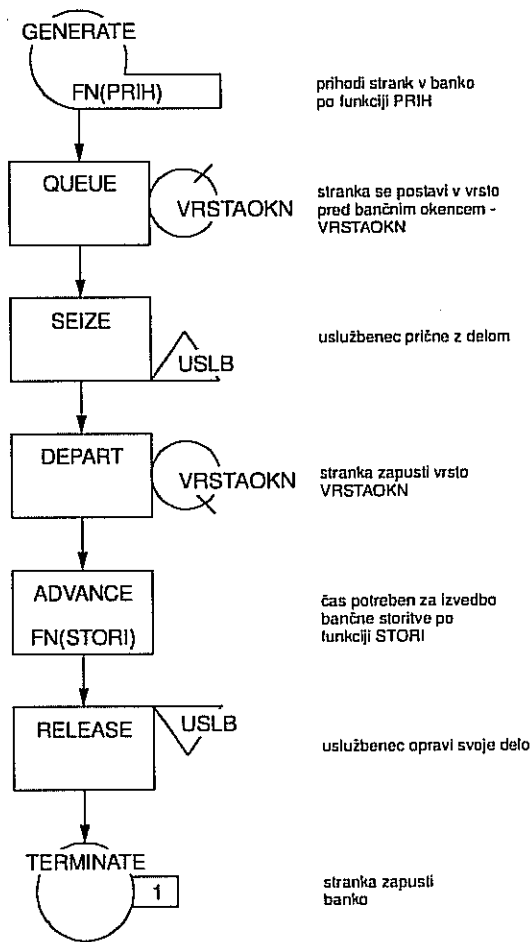 GENERATE
FN(PRIH)
prihodi strank v banko
po funkciji PRIH
QUEUE
VRSTAOKN
stranka se postavi v vrsto
pred bančnim okencem -
VRSTAOKN
SEIZE
USLB
uslužbenec prične z delom
DEPART
VRSTAOKN
stranka zapusti vrsto
VRSTAOKN
ADVANCE
FN(STORI)
čas potreben za izvedbo
bančne storitve po
funkciji STORI
RELEASE
USLB
uslužbenec opravi svoje delo
TERMINATE
1
stranka zapusti
banko